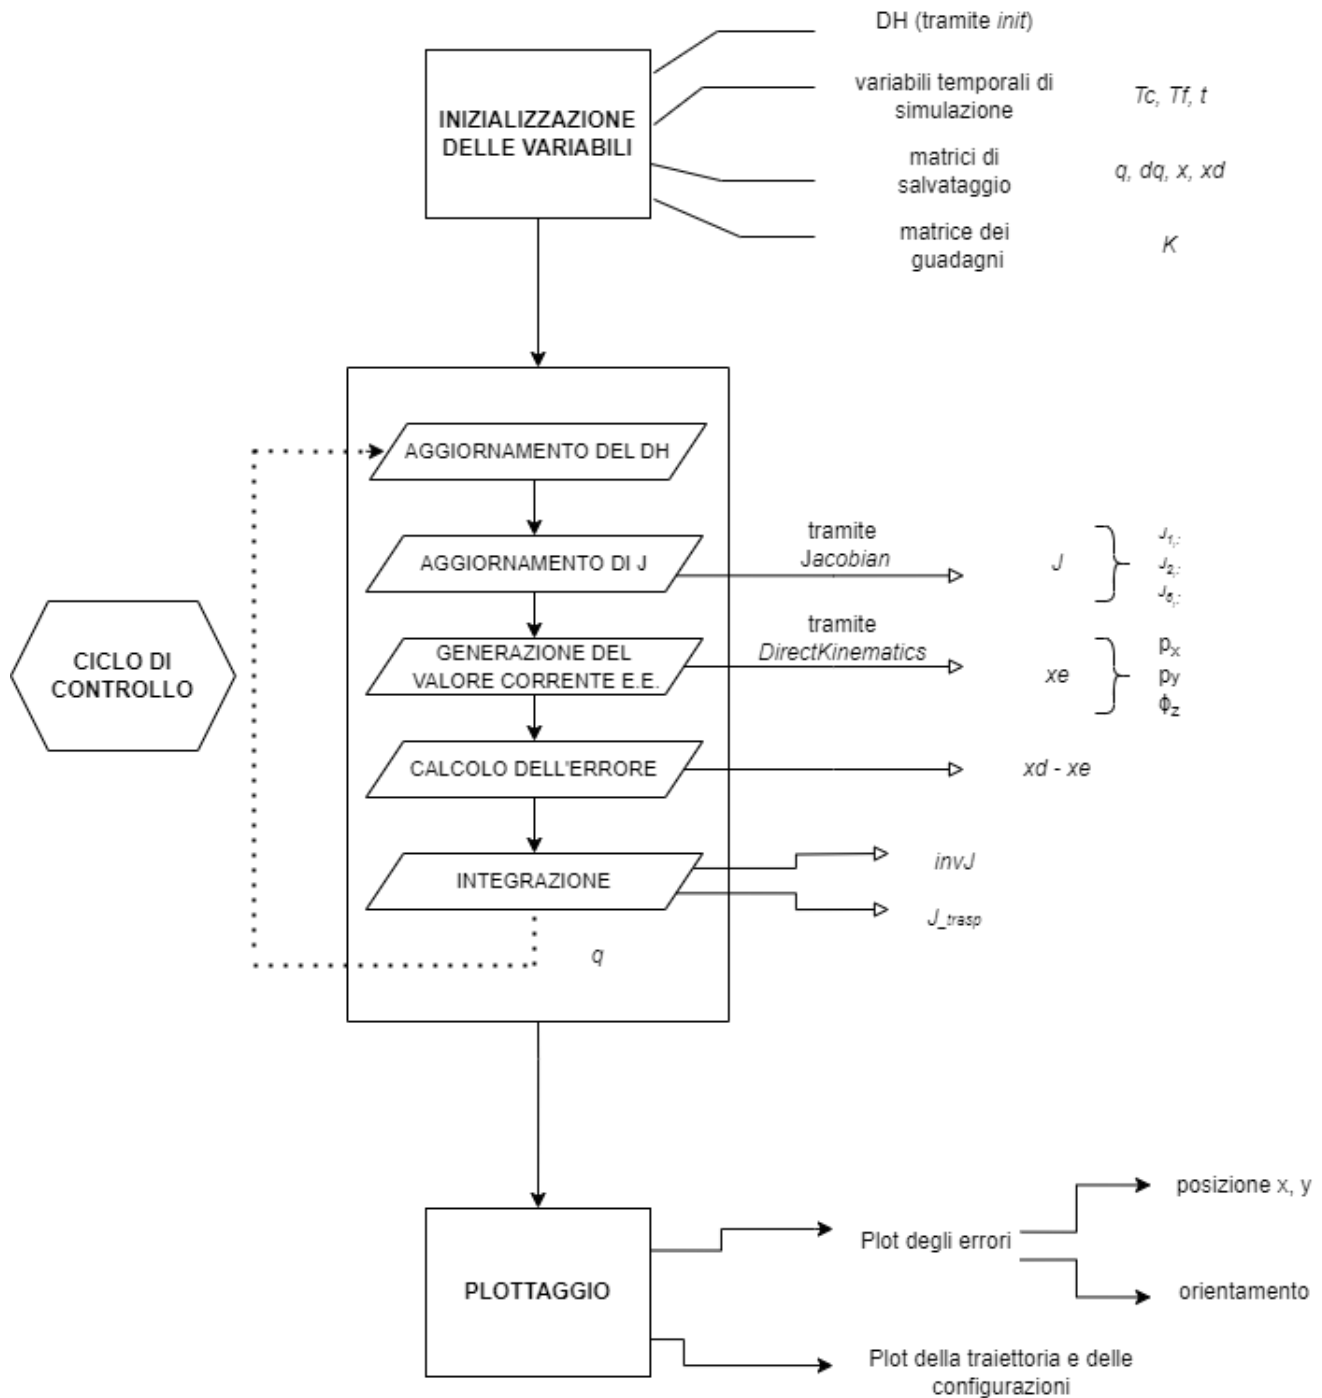 DH (tramite init)
INIZIALIZZAZIONE
DELLE VARIABILI
variabili temporali di
simulazione
Tc, Tf, t
matrici di
salvataggio
q, dq, x, xd
matrice dei
guadagni
K
AGGIORNAMENTO DEL DH
AGGIORNAMENTO DI J
tramite
Jacobian
J
J1,:
J2,:
J6,:
CICLO DI
CONTROLLO
GENERAZIONE DEL
VALORE CORRENTE E.E.
tramite
DirectKinematics
xe
px
py
ϕz
CALCOLO DELL'ERRORE
xd - xe
INTEGRAZIONE
invJ
J_trasp
q
PLOTTAGGIO
Plot degli errori
posizione x, y
orientamento
Plot della traiettoria e delle
configurazioni